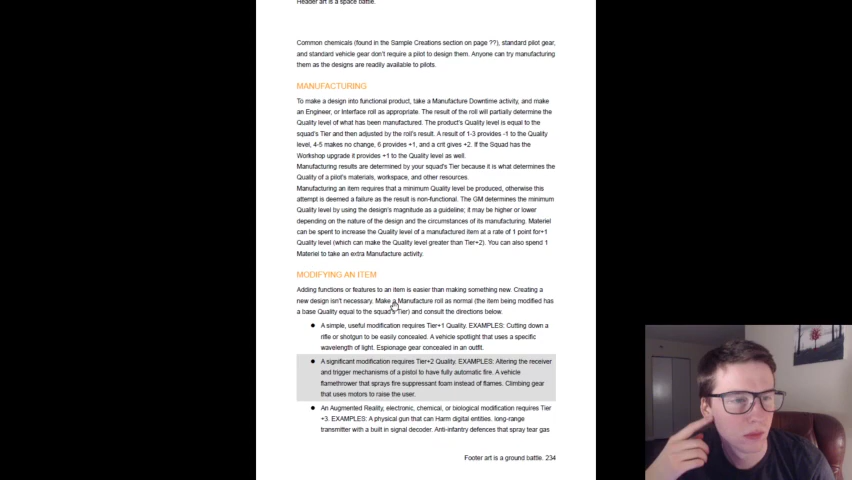 Header art is a space battle.
Common chemicals (found in the Sample Creations section on page ??), standard pilot gear,
and standard vehicle gear don't require a pilot to design them. Anyone can try manufacturing
them as the designs are readily available to pilots.
MANUFACTURING
To make a design into functional product, take a Manufacture Downtime activity, and make
an Engineer, or Interface roll as appropriate. The result of the roll will partially determine the
Quality level of what has been manufactured. The product's Quality level is equal to the
squad's Tier and then adjusted by the roll's result. A result of 1-3 provides -1 to the Quality
level, 4-5 makes no change, 6 provides +1, and a crit gives +2. If the Squad has the
Workshop upgrade it provides +1 to the Quality level as well.
Manufacturing results are determined by your squad's Tier because it is what determines the
Quality of a pilot's materials, workspace, and other resources.
Manufacturing an item requires that a minimum Quality level be produced, otherwise this
attempt is deemed a failure as the result is non-functional. The GM determines the minimum
Quality level by using the design's magnitude as a guideline; it may be higher or lower
depending on the nature of the design and the circumstances of its manufacturing. Materiel
can be spent to increase the Quality level of a manufactured item at a rate of 1 point for+1
Quality level (which can make the Quality level greater than Tier+2). You can also spend 1
Materiel to take an extra Manufacture activity.
MODIFYING AN ITEM
Adding functions or features to an item is easier than making something new. Creating a
new design isn't necessary. Make a Manufacture roll as normal (the item being modified has
a base Quality equal to the squad's Tier) and consult the directions below.
● A simple, useful modification requires Tier+1 Quality. EXAMPLES: Cutting down a
rifle or shotgun to be easily concealed. A vehicle spotlight that uses a specific
wavelength of light. Espionage gear concealed in an outfit.
● A significant modification requires Tier+2 Quality. EXAMPLES: Altering the receiver
and trigger mechanisms of a pistol to have fully automatic fire. A vehicle
flamethrower that sprays fire suppressant foam instead of flames. Climbing gear
that uses motors to raise the user.
● An Augmented Reality, electronic, chemical, or biological modification requires Tier
+3. EXAMPLES: A physical gun that can Harm digital entities. long-range
transmitter with a built in signal decoder. Anti-infantry defences that spray tear gas
Footer art is a ground battle. 234